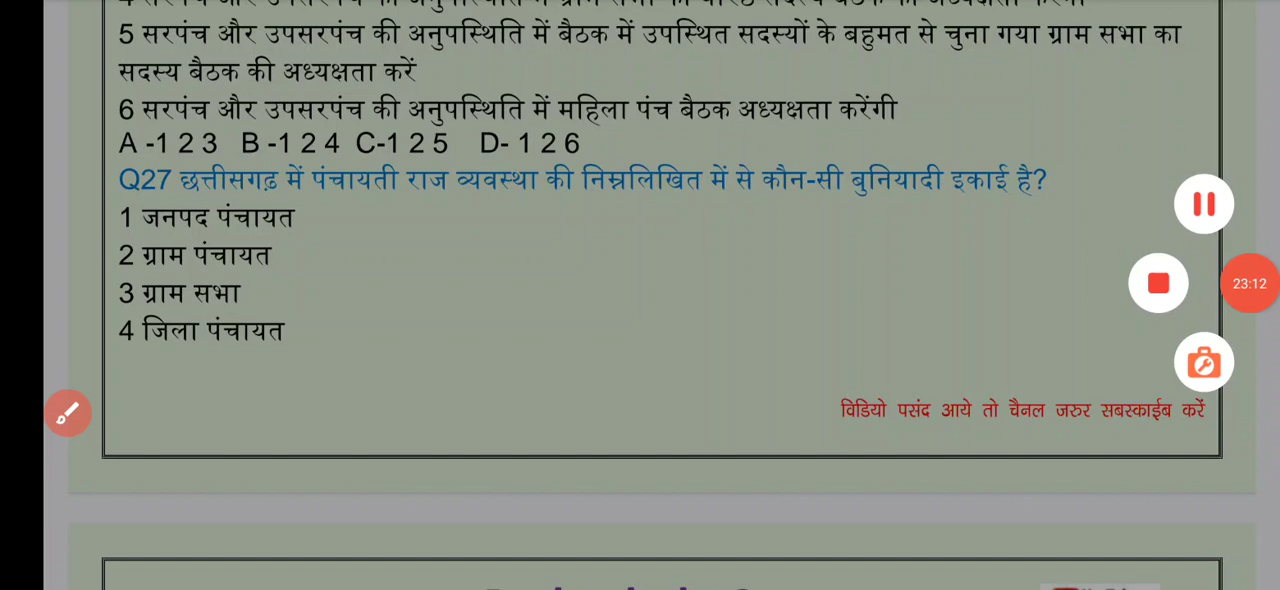 5 सरपंच और उपसरपंच की अनुपस्थिति में बैठक में उपस्थित सदस्यों के बहुमत से चुना गया ग्राम सभा का
सदस्य बैठक की अध्यक्षता करें
6 सरपंच और उपसरपंच की अनुपस्थिति में महिला पंच बैठक अध्यक्षता करेंगी
A -1 2 3 B -1 2 4 C-1 2 5 D- 1 2 6
Q27 छत्तीसगढ़ में पंचायती राज व्यवस्था की निम्नलिखित में से कौन-सी बुनियादी इकाई है?
1 जनपद पंचायत
2 ग्राम पंचायत
3 ग्राम सभा
23:12
4 जिला पंचायत
विडियो पसंद आये तो चैनल जरुर सबस्काईब करें